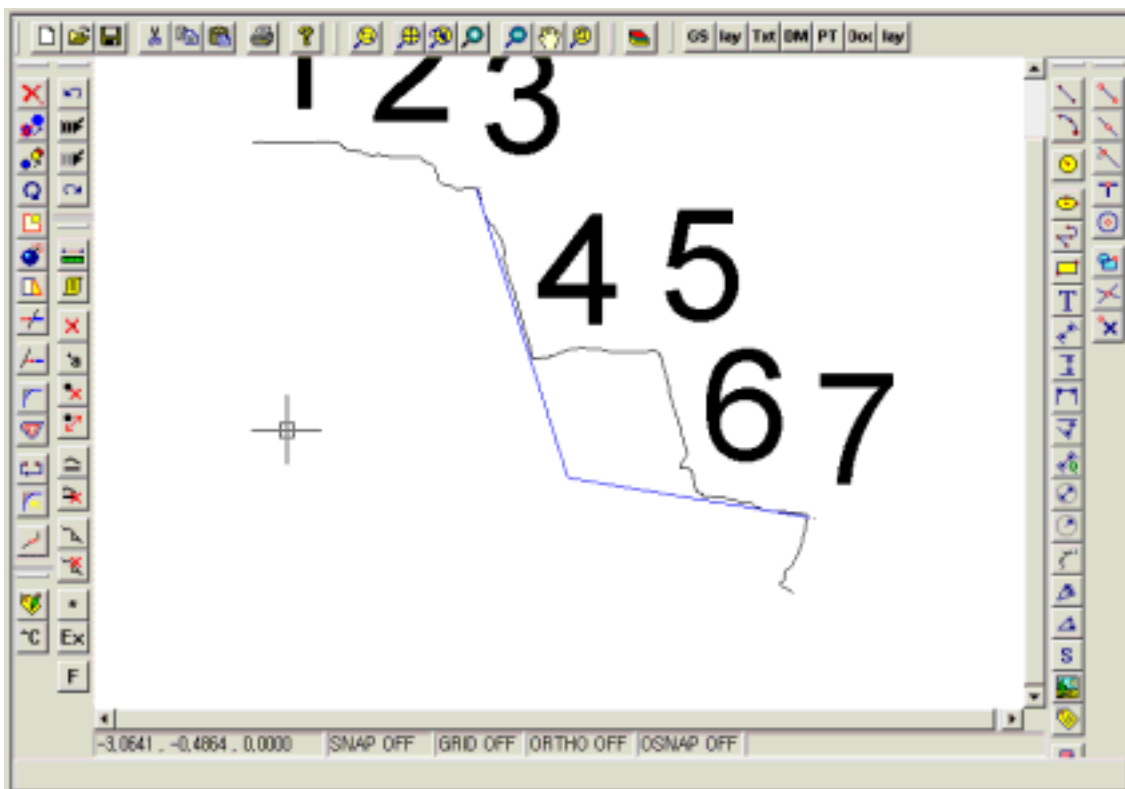 GS lay Txt DM PT Doc lay
1 2 3
4 5
6 7
T
'a
°C
Ex
F
S
-3.0641 , -0.4864 , 0.0000 SNAP OFF GRID OFF ORTHO OFF OSNAP OFF